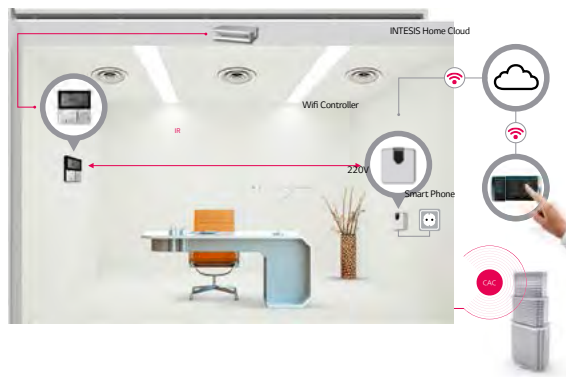 INTESIS Home Cloud
Wifi Controller
IR
220V
Smart Phone
CAC